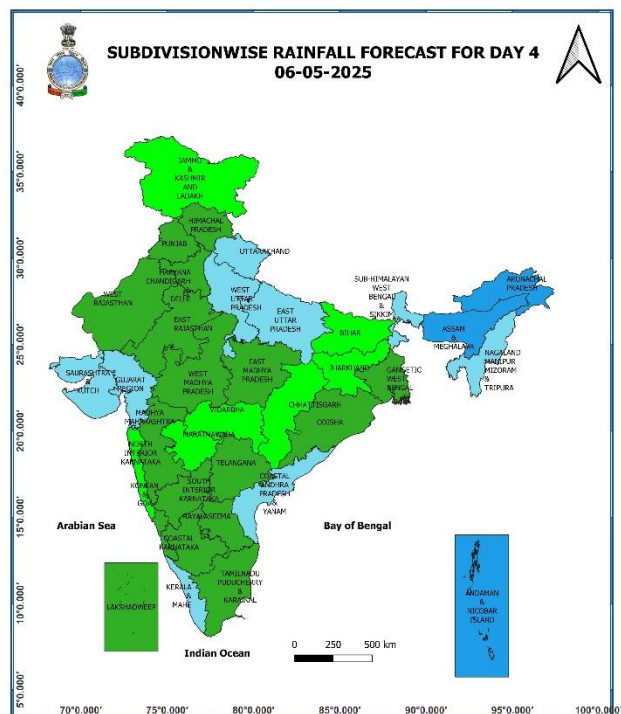 SUBDIVISIONWISE RAINFALL FORECAST FOR DAY 4
06-05-2025
40°0.000'
35°0.000'
30°0.000'
25°0.000'
20°0.000'
15°0.000'
10°0.000'
5°0.000'
JAMMU
&
KASHMIR
AND
LADAKH
HIMACHAL
PRADESH
PUNJAB
UTTARAKHAND
HARYANA
CHANDIGARH
&
DELHI
WEST
RAJASTHAN
WEST
UTTAR
PRADESH
EAST
UTTAR
PRADESH
EAST
RAJASTHAN
SUB-HIMALAYAN
WEST
BENGAL
&
SIKKIM
ARUNACHAL
PRADESH
ASSAM
&
MEGHALAYA
NAGALAND
MANIPUR
MIZORAM
&
TRIPURA
BIHAR
JHARKHAND
GANGETIC
WEST
BENGAL
SAURASHTRA
&
KUTCH
GUJARAT
REGION
WEST
MADHYA
PRADESH
EAST
MADHYA
PRADESH
CHHATTISGARH
ODISHA
VIDARBHA
MADHYA
MAHARASHTRA
MARATHAWADA
NORTH
INTERIOR
KARNATAKA
KONKAN
&
GOA
TELANGANA
SOUTH
INTERIOR
KARNATAKA
COASTAL
ANDHRA
PRADESH
&
YANAM
RAYALASEEMA
COASTAL
KARNATAKA
TAMILNADU
PUDUCHERRY
&
KARAIKAL
KERALA
&
MAHE
LAKSHADWEEP
ANDAMAN
&
NICOBAR
ISLAND
Arabian Sea
Bay of Bengal
Indian Ocean
0 250 500 km
70°0.000' 75°0.000' 80°0.000' 85°0.000' 90°0.000' 95°0.000' 100°0.000'